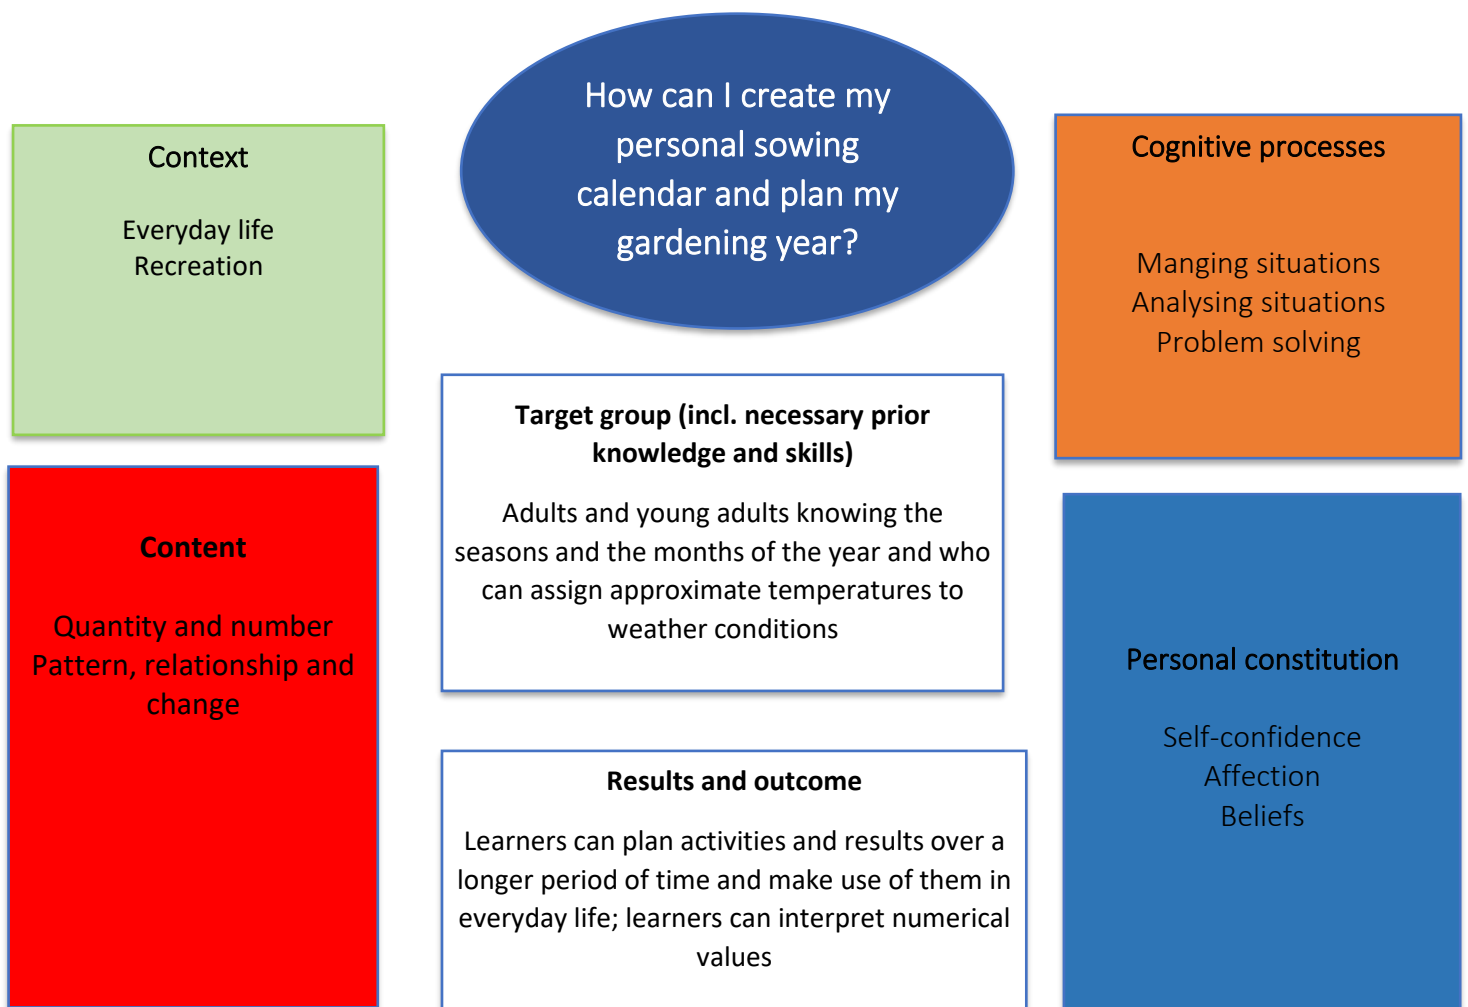 How can I create my
personal sowing
calendar and plan my
gardening year?
Context
Everyday life
Recreation
Cognitive processes
Manging situations
Analysing situations
Problem solving
Target group (incl. necessary prior
knowledge and skills)
Adults and young adults knowing the
seasons and the months of the year and who
can assign approximate temperatures to
weather conditions
Content
Quantity and number
Pattern, relationship and
change
Personal constitution
Self-confidence
Affection
Beliefs
Results and outcome
Learners can plan activities and results over a
longer period of time and make use of them in
everyday life; learners can interpret numerical
values